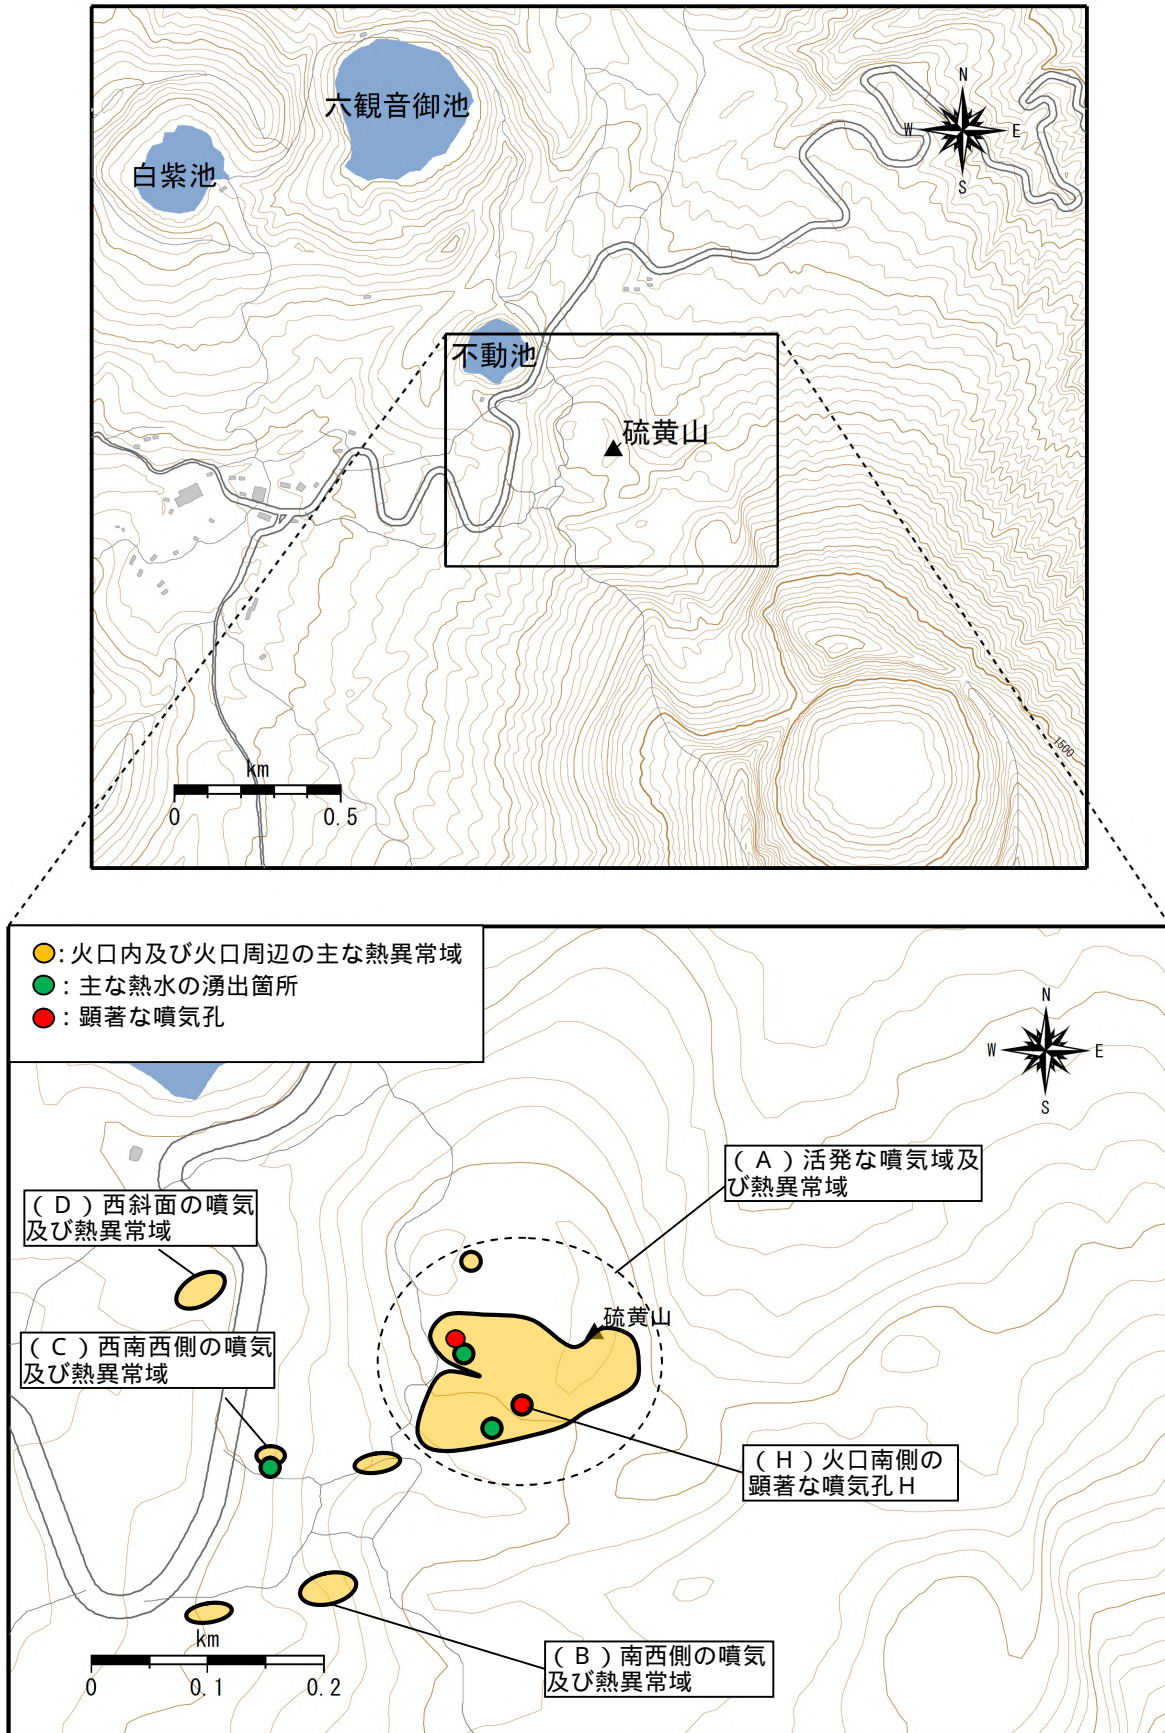 六観音御池
N
W
E
S
白紫池
不動池
硫黄山
1500
km
0
0.5
：火口内及び火口周辺の主な熱異常域
：主な熱水の湧出箇所
：顕著な噴気孔
N
W
E
S
（Ａ）活発な噴気域及
び熱異常域
（Ｄ）西斜面の噴気
及び熱異常域
硫黄山
（Ｃ）西南西側の噴気
及び熱異常域
（Ｈ）火口南側の
顕著な噴気孔Ｈ
km
0
0.1
0.2
（Ｂ）南西側の噴気
及び熱異常域